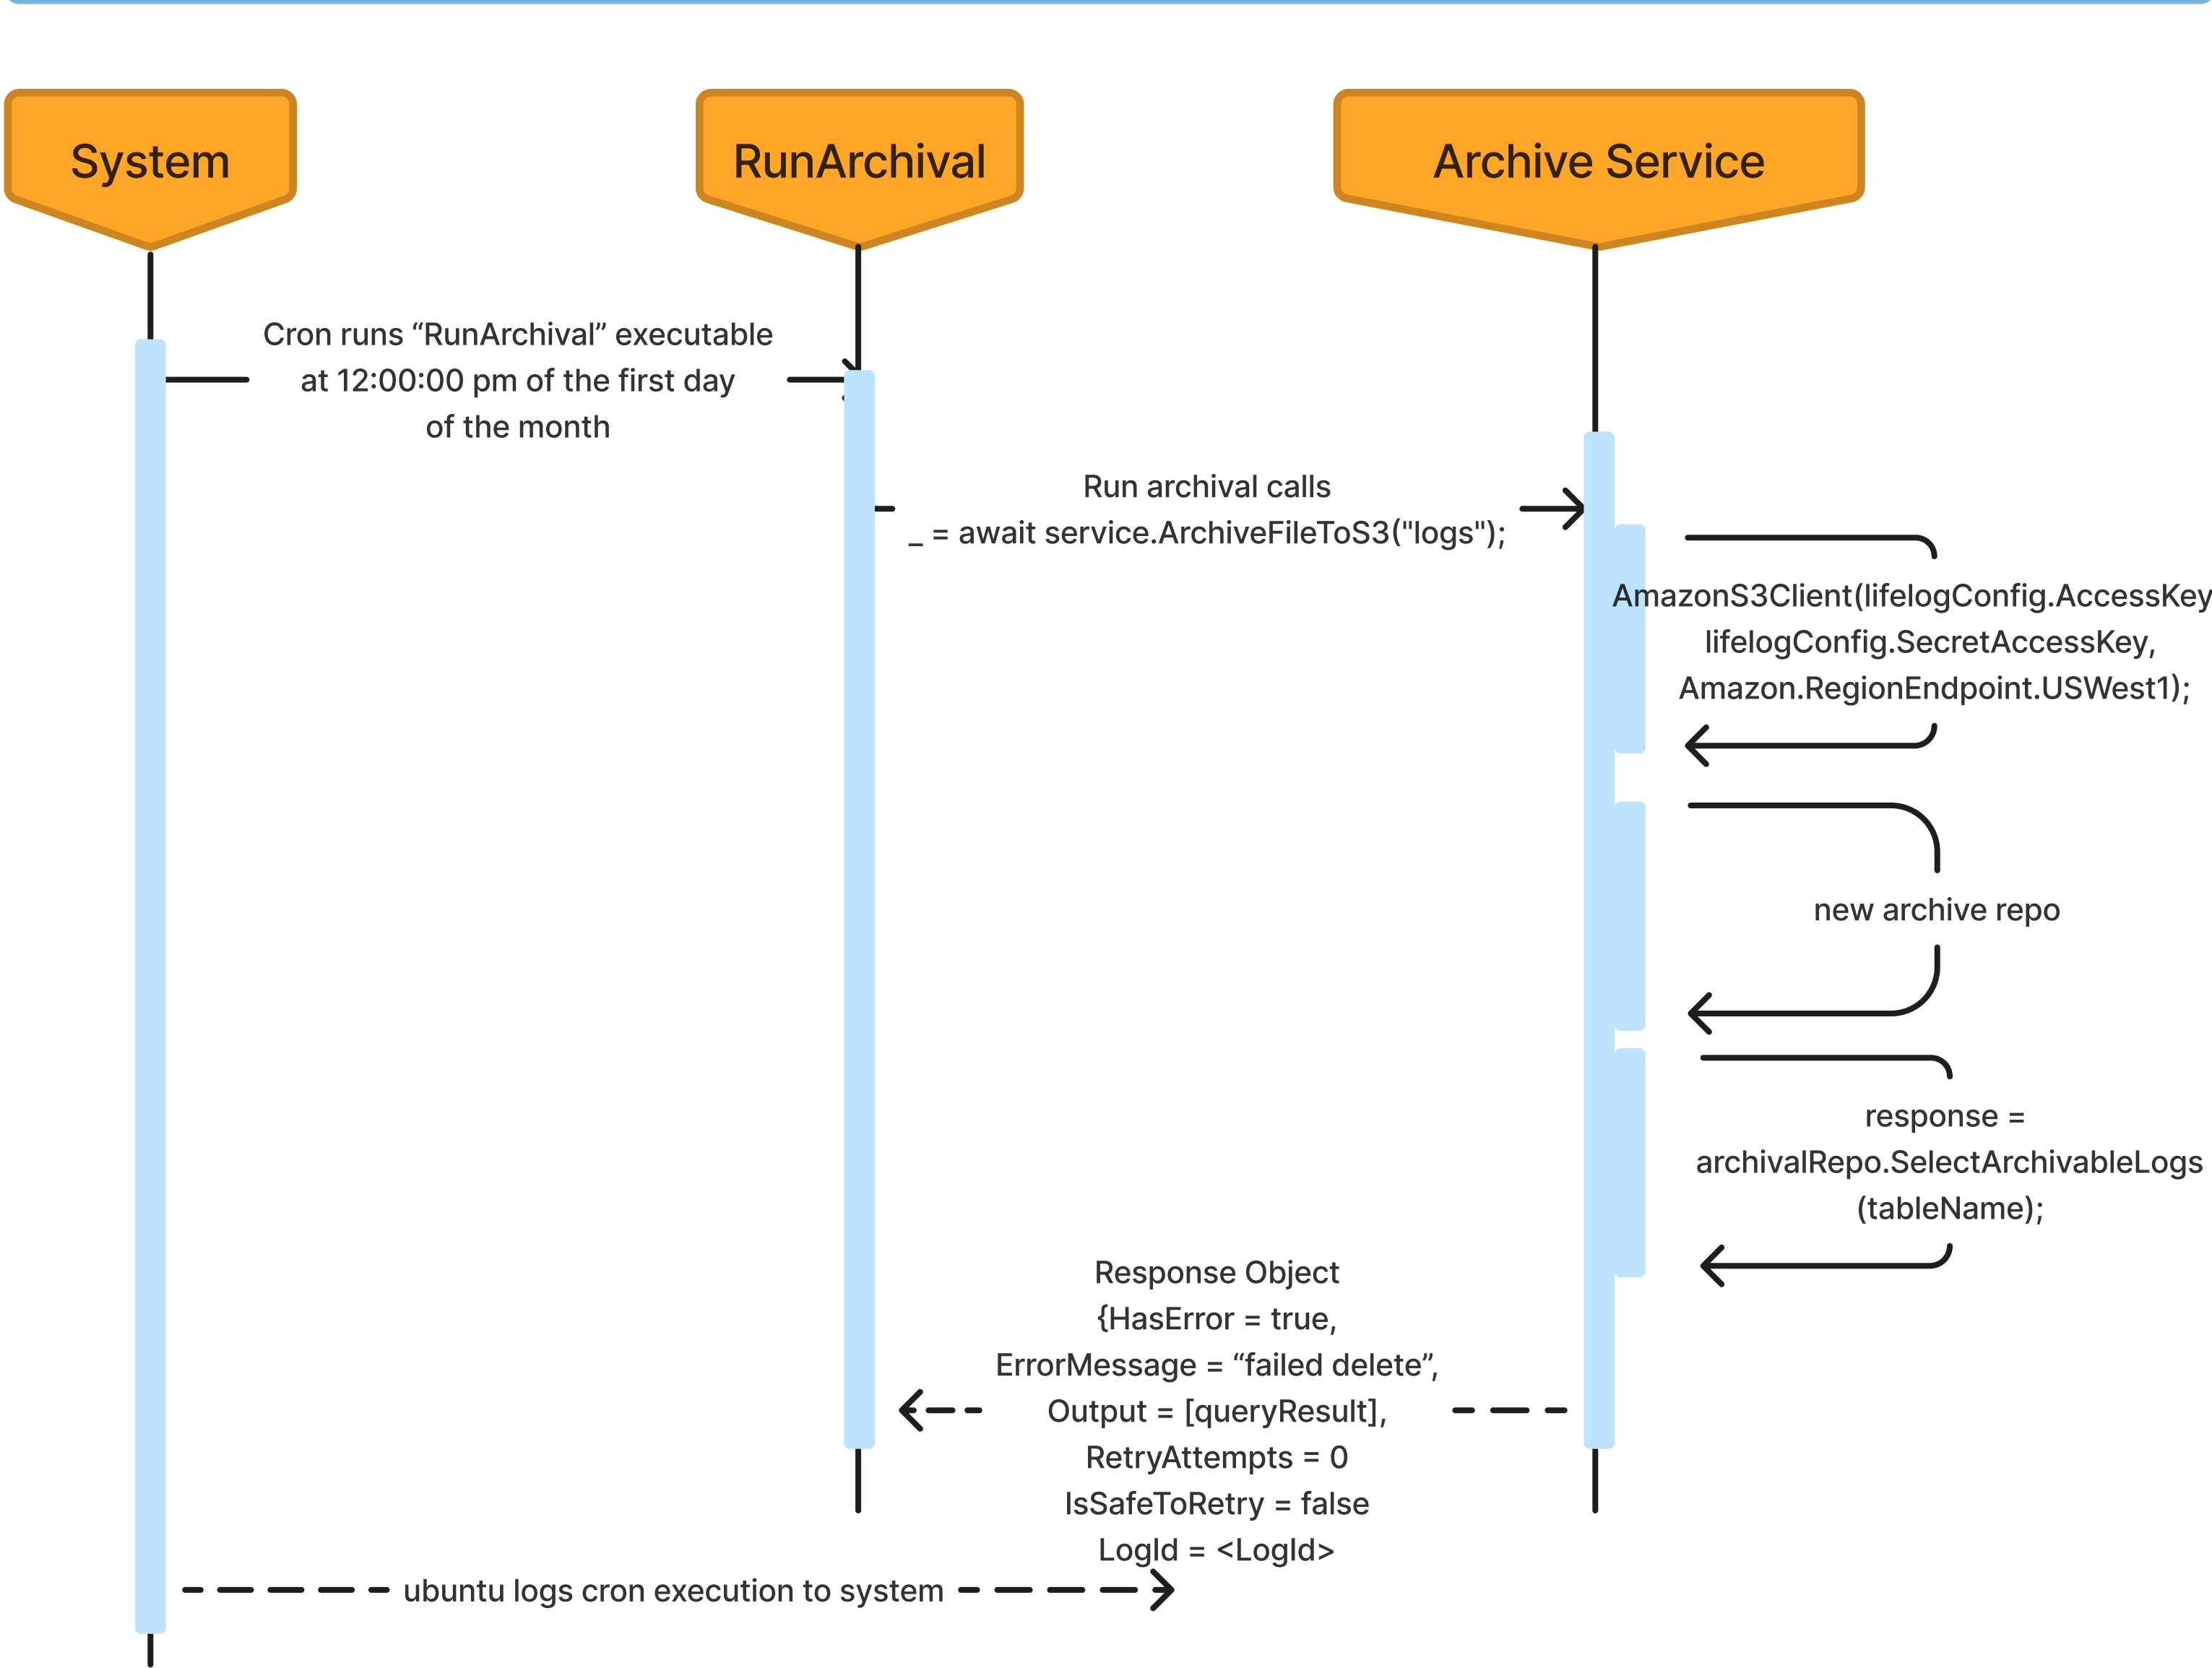 System
RunArchival
Archive Service
Cron runs “RunArchival” executable
at 12:00:00 pm of the first day
of the month
Run archival calls
_ = await service.ArchiveFileToS3("logs");
AmazonS3Client(lifelogConfig.AccessKey
lifelogConfig.SecretAccessKey,
Amazon.RegionEndpoint.USWest1);
new archive repo
response =
archivalRepo.SelectArchivableLogs
(tableName);
Response Object
{HasError = true,
ErrorMessage = “failed delete”,
Output = [queryResult],
RetryAttempts = 0
IsSafeToRetry = false
LogId = <LogId>
ubuntu logs cron execution to system